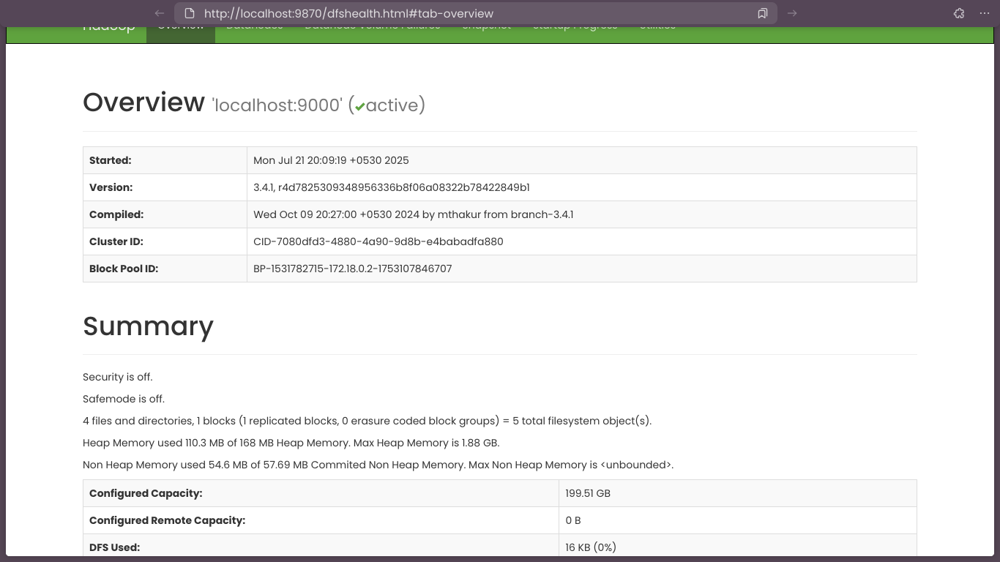 http://localhost:9870/dfshealth.html#tab-overview
Hadoop Overview Datanodes Datanode Volume Failures Snapshot Startup Progress Utilities
Overview 'localhost:9000' (✔active)
Started: Mon Jul 21 20:09:19 +0530 2025
Version: 3.4.1, r4d7825309348956336b8f06a08322b78422849b1
Compiled: Wed Oct 09 20:27:00 +0530 2024 by mthakur from branch-3.4.1
Cluster ID: CID-7080dfd3-4880-4a90-9d8b-e4babadfa880
Block Pool ID: BP-1531782715-172.18.0.2-1753107846707
Summary
Security is off.
Safemode is off.
4 files and directories, 1 blocks (1 replicated blocks, 0 erasure coded block groups) = 5 total filesystem object(s).
Heap Memory used 110.3 MB of 168 MB Heap Memory. Max Heap Memory is 1.88 GB.
Non Heap Memory used 54.6 MB of 57.69 MB Commited Non Heap Memory. Max Non Heap Memory is <unbounded>.
Configured Capacity: 199.51 GB
Configured Remote Capacity: 0 B
DFS Used: 16 KB (0%)